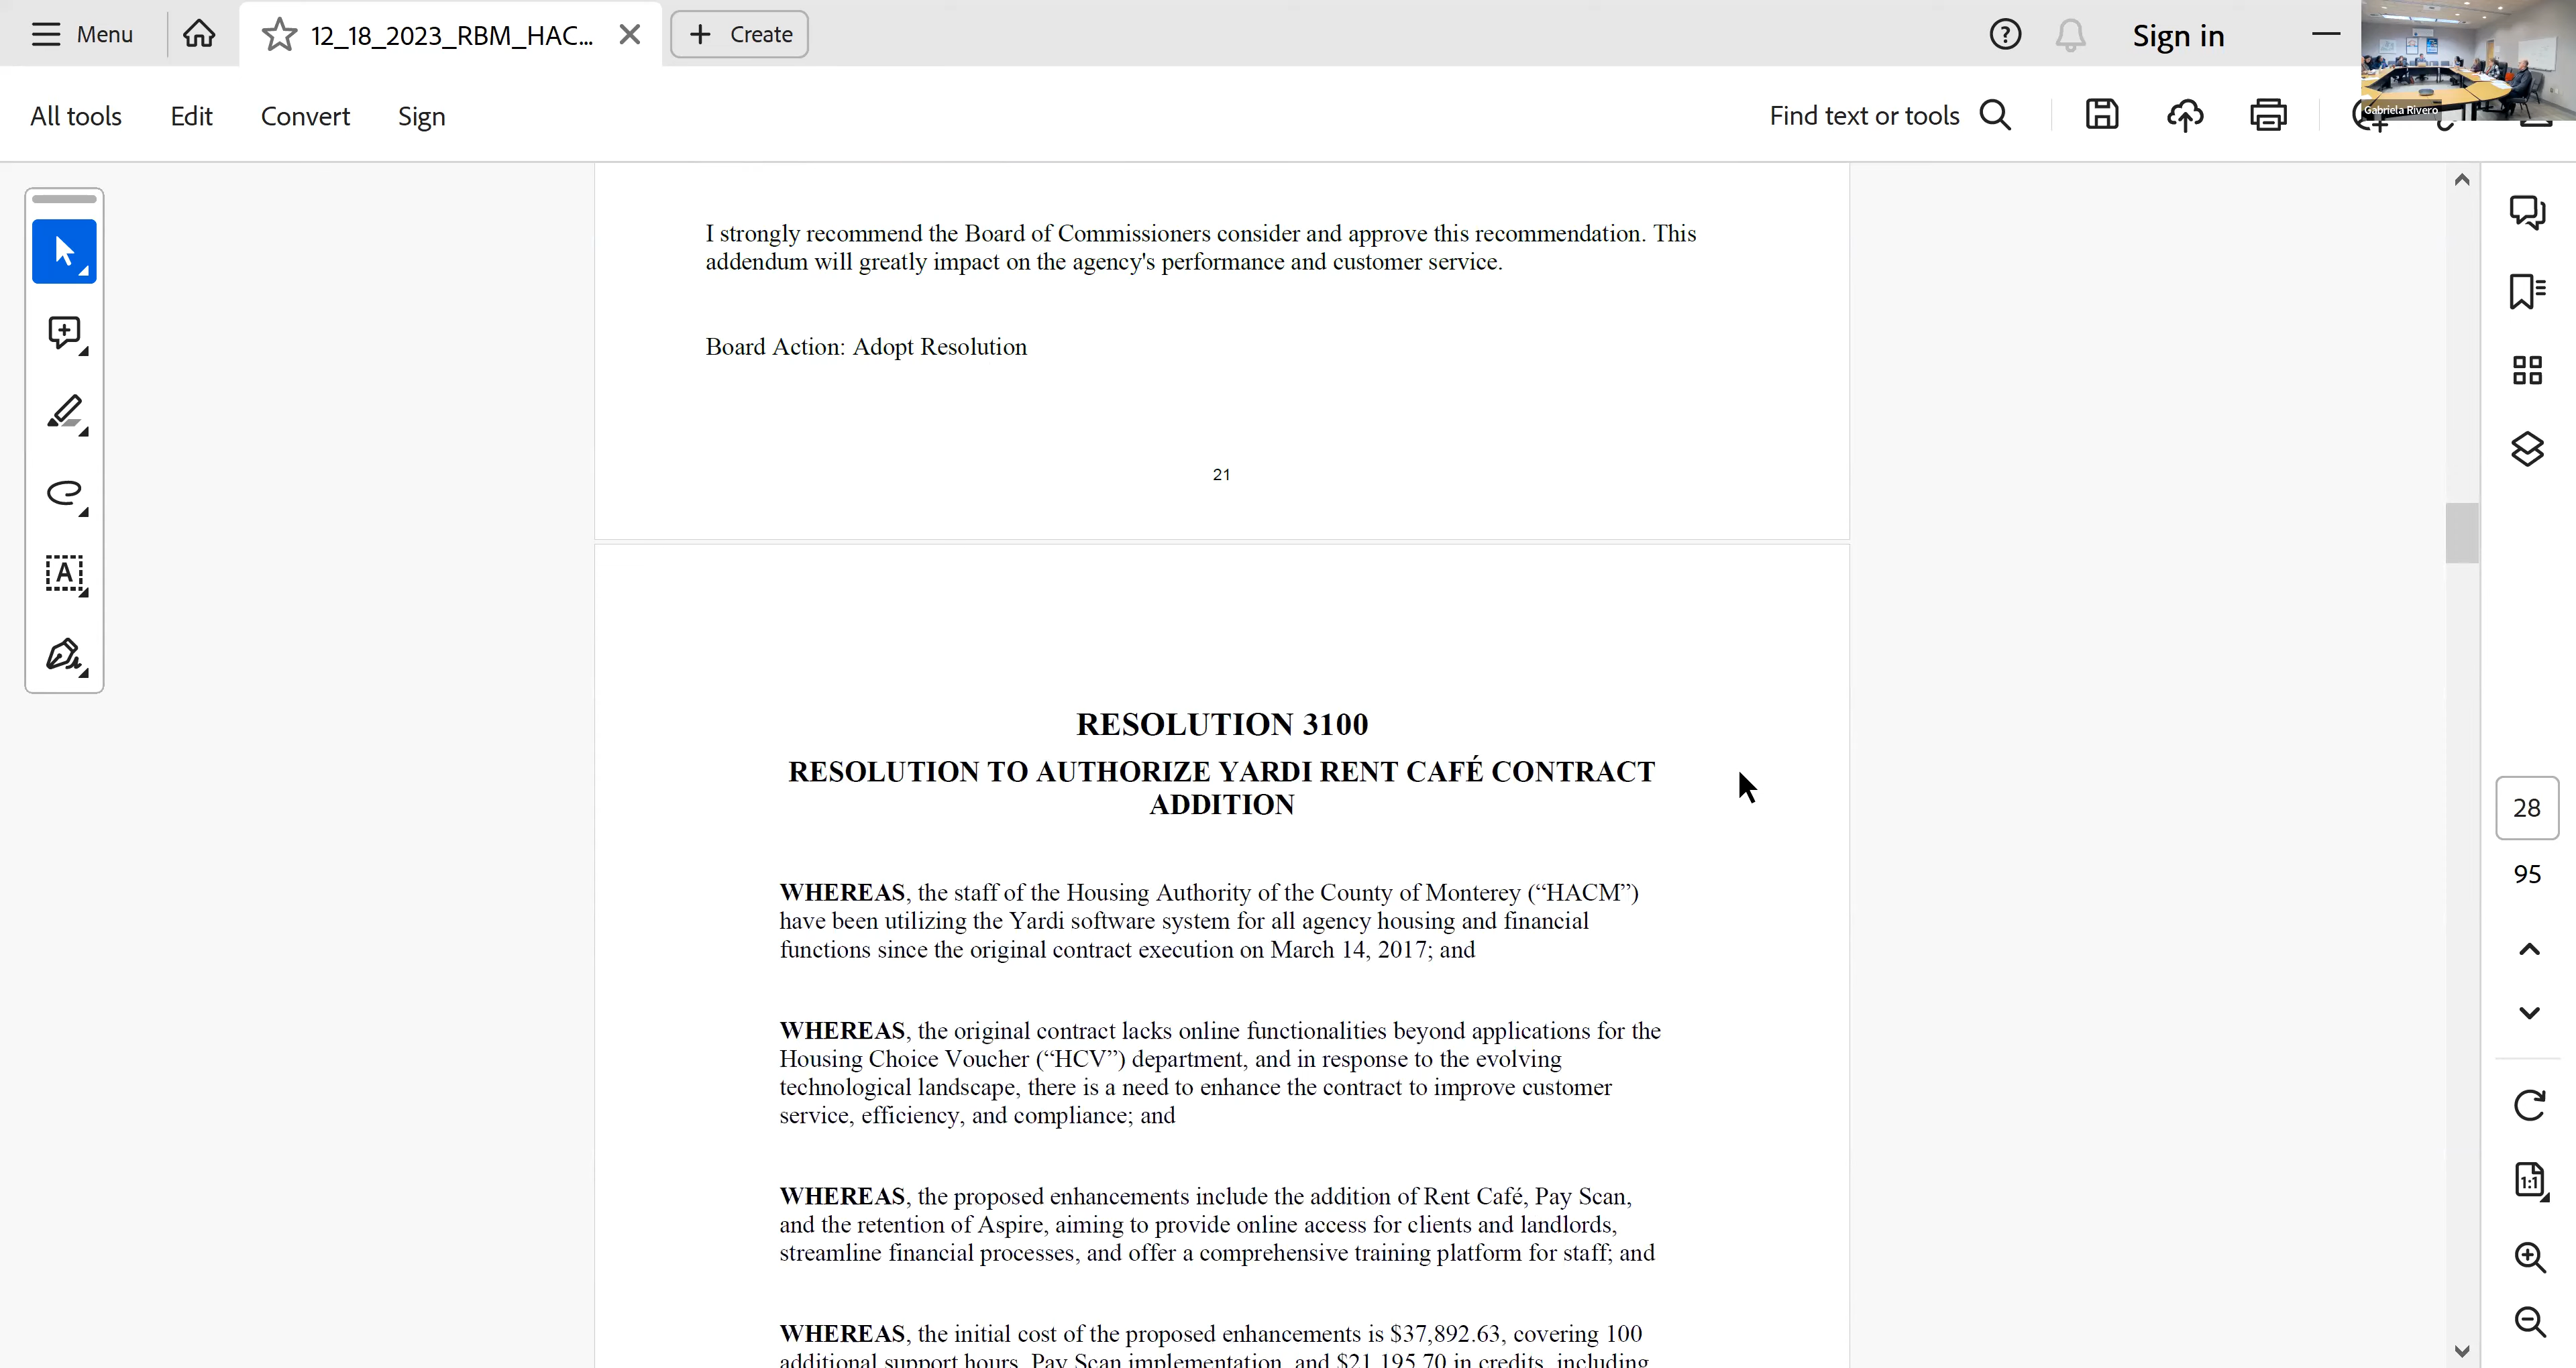 Menu
12_18_2023_RBM_HAC...
Create
Sign in
Gabriela Rivero
All tools
Edit
Convert
Sign
Find text or tools
I strongly recommend the Board of Commissioners consider and approve this recommendation. This
addendum will greatly impact on the agency's performance and customer service.
Board Action: Adopt Resolution
21
RESOLUTION 3100
RESOLUTION TO AUTHORIZE YARDI RENT CAFÉ CONTRACT
ADDITION
WHEREAS, the staff of the Housing Authority of the County of Monterey (“HACM”)
have been utilizing the Yardi software system for all agency housing and financial
functions since the original contract execution on March 14, 2017; and
WHEREAS, the original contract lacks online functionalities beyond applications for the
Housing Choice Voucher (“HCV”) department, and in response to the evolving
technological landscape, there is a need to enhance the contract to improve customer
service, efficiency, and compliance; and
WHEREAS, the proposed enhancements include the addition of Rent Café, Pay Scan,
and the retention of Aspire, aiming to provide online access for clients and landlords,
streamline financial processes, and offer a comprehensive training platform for staff; and
WHEREAS, the initial cost of the proposed enhancements is $37,892.63, covering 100
additional support hours, Pay Scan implementation, and $21,195.70 in credits, including
28
95
1:1